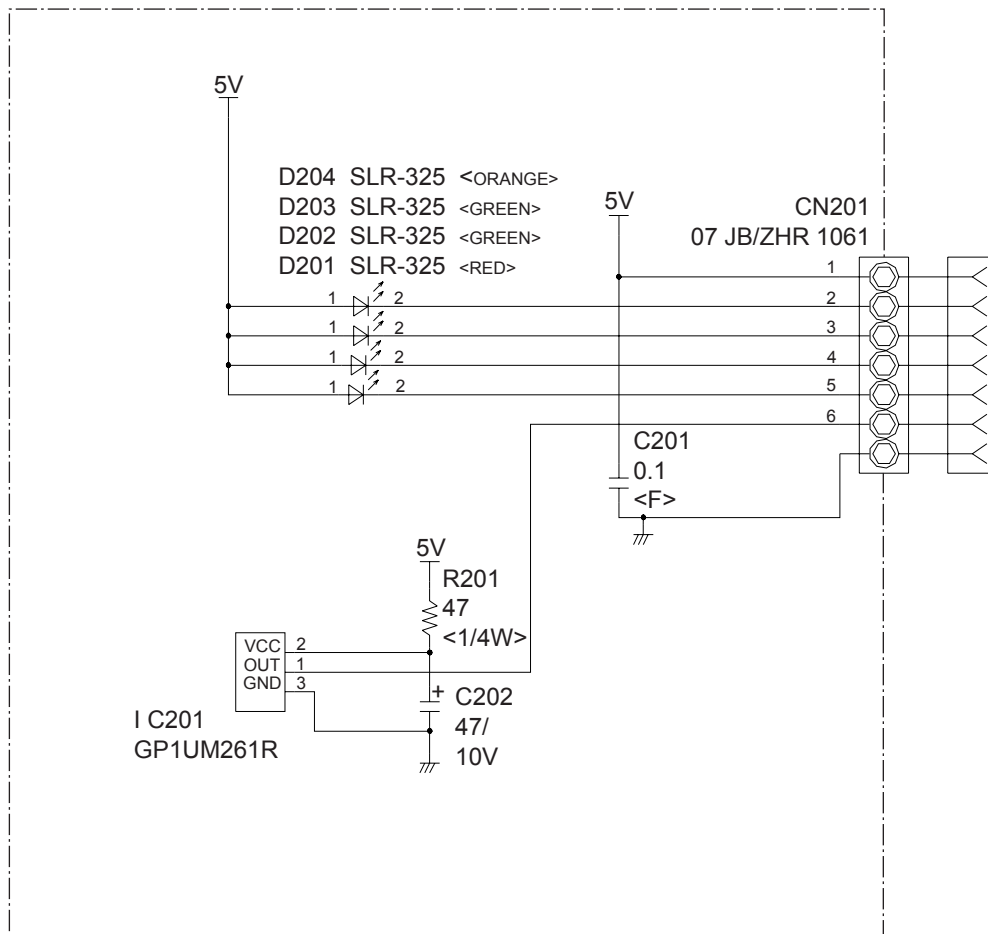 5V
D204 SLR-325 <ORANGE>
D203 SLR-325 <GREEN>
D202 SLR-325 <GREEN>
D201 SLR-325 <RED>
5V
CN201
07 JB/ZHR 1061
1
1 2 2
1 2 3
1 2 4
1 2 5
6
C201
0.1
<F>
5V
R201
47
<1/4W>
VCC 2
OUT 1
GND 3
+ C202
47/
10V
I C201
GP1UM261R